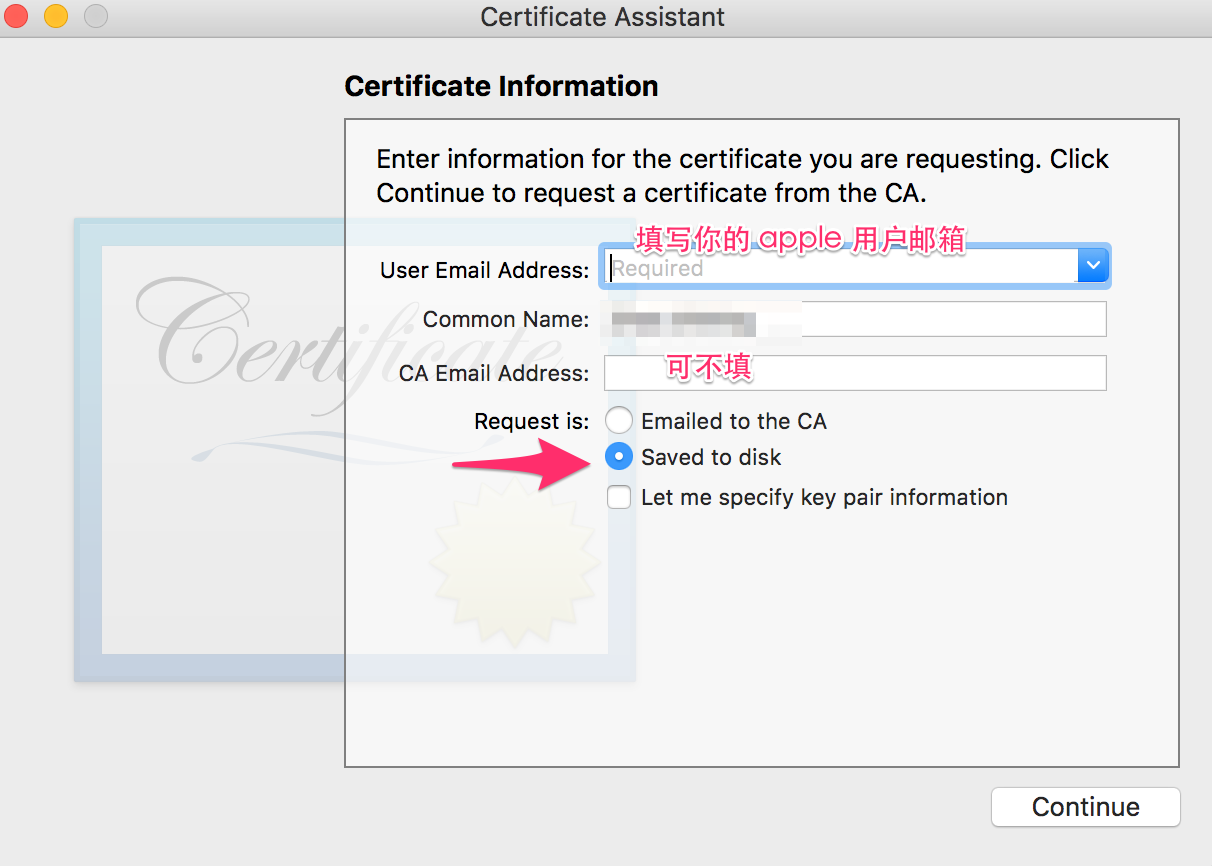 Certificate Assistant
Certificate Information
Enter information for the certificate you are requesting. Click
Continue to request a certificate from the CA.
填写你的 apple 用户邮箱
User Email Address: Required
Common Name:
CA Email Address: 可不填
Request is: Emailed to the CA
Saved to disk
Let me specify key pair information
Certificate
Continue